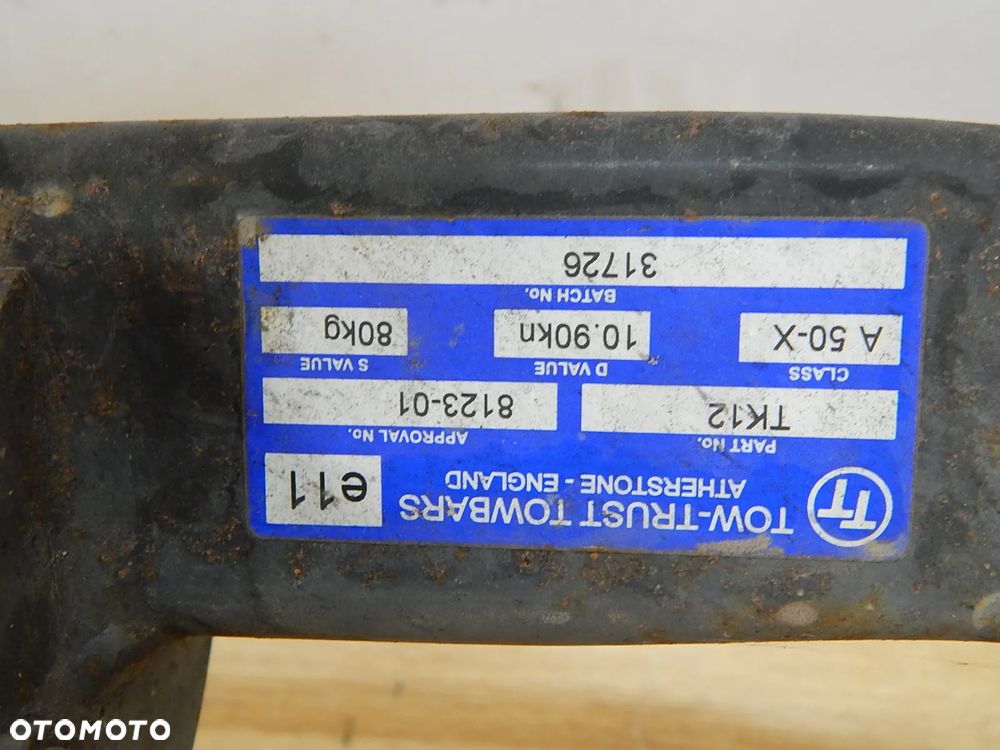 TT TOW-TRUST TOWBARS
ATHERSTONE - ENGLAND
e11
PART No. APPROVAL No.
TK12 8123-01
CLASS D VALUE S VALUE
A 50-X 10.90kn 80kg
BATCH No.
31726
OTOMOTO